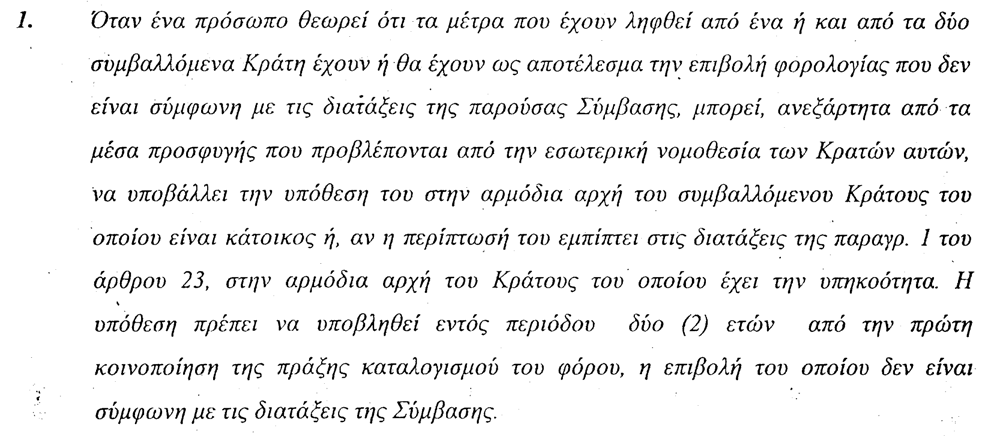 1. Όταν ένα πρόσωπο θεωρεί ότι τα μέτρα που έχουν ληφθεί από ένα ή και από τα δύο
συμβαλλόμενα Κράτη έχουν ή θα έχουν ως αποτέλεσμα την επιβολή φορολογίας που δεν
είναι σύμφωνη με τις διατάξεις της παρούσας Σύμβασης, μπορεί, ανεξάρτητα από τα
μέσα προσφυγής που προβλέπονται από την εσωτερική νομοθεσία των Κρατών αυτών,
να υποβάλλει την υπόθεση του στην αρμόδια αρχή του συμβαλλόμενου Κράτους του
οποίου είναι κάτοικος ή, αν η περίπτωσή του εμπίπτει στις διατάξεις της παραγρ. 1 του
άρθρου 23, στην αρμόδια αρχή του Κράτους του οποίου έχει την υπηκοότητα. Η
υπόθεση πρέπει να υποβληθεί εντός περιόδου δύο (2) ετών από την πρώτη
κοινοποίηση της πράξης καταλογισμού του φόρου, η επιβολή του οποίου δεν είναι
σύμφωνη με τις διατάξεις της Σύμβασης.